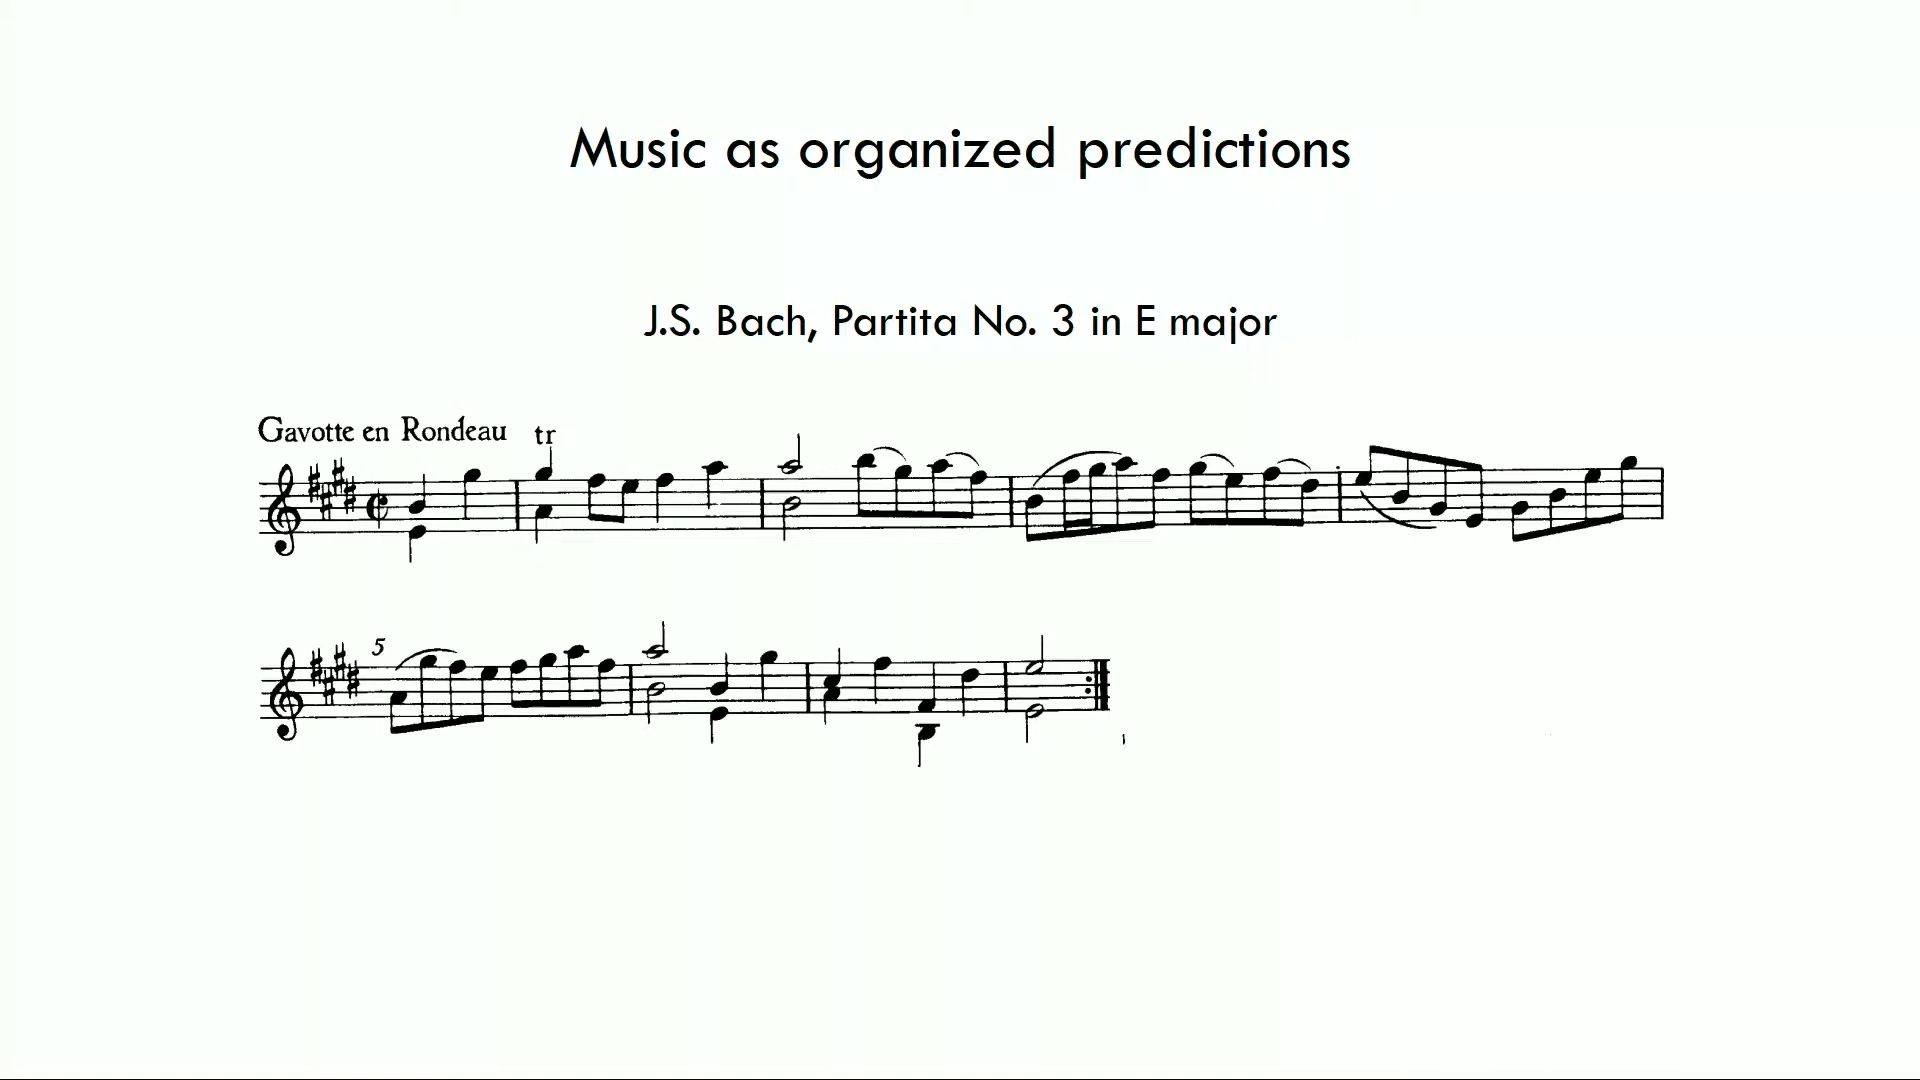 Music as organized predictions
J.S. Bach, Partita No. 3 in E major
Gavotte en Rondeau
tr
5